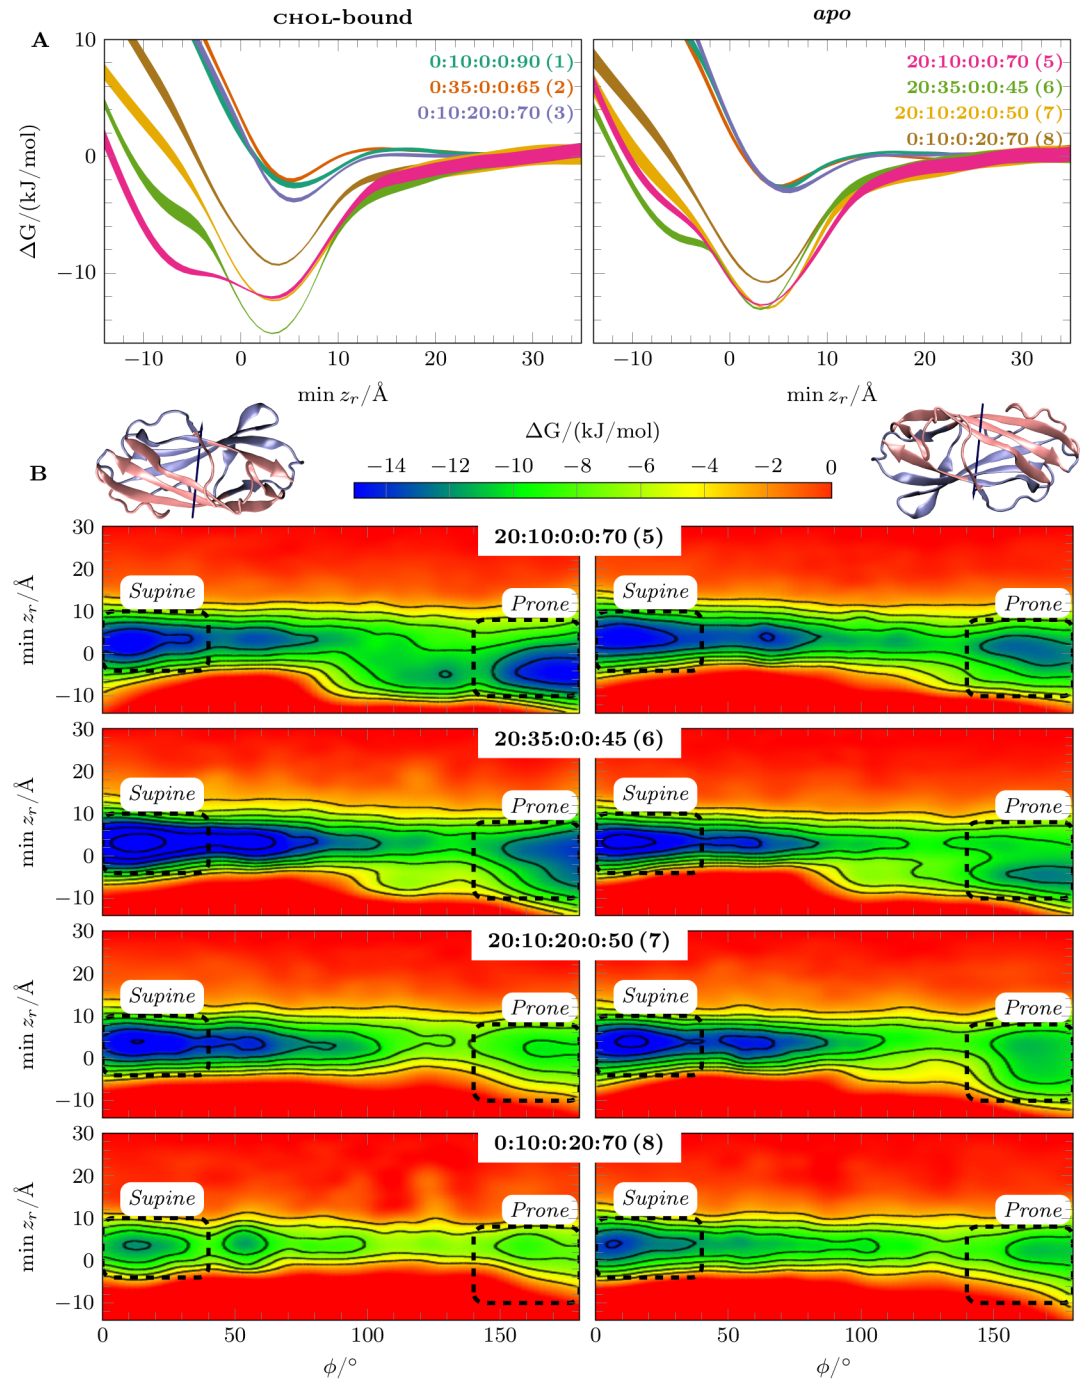 CHOL-bound
apo
A
10
0
−10
ΔG/(kJ/mol)
0:10:0:0:90 (1)
0:35:0:0:65 (2)
0:10:20:0:70 (3)
20:10:0:0:70 (5)
20:35:0:0:45 (6)
20:10:20:0:50 (7)
0:10:0:20:70 (8)
−10 0 10 20 30
−10 0 10 20 30
min z_r/Å
min z_r/Å
B
ΔG/(kJ/mol)
−14 −12 −10 −8 −6 −4 −2 0
20:10:0:0:70 (5)
30
20
10
0
−10
min z_r/Å
Supine
Prone
Supine
Prone
20:35:0:0:45 (6)
30
20
10
0
−10
min z_r/Å
Supine
Prone
Supine
Prone
20:10:20:0:50 (7)
30
20
10
0
−10
min z_r/Å
Supine
Prone
Supine
Prone
0:10:0:20:70 (8)
30
20
10
0
−10
min z_r/Å
Supine
Prone
Supine
Prone
0 50 100 150
0 50 100 150
ϕ/°
ϕ/°